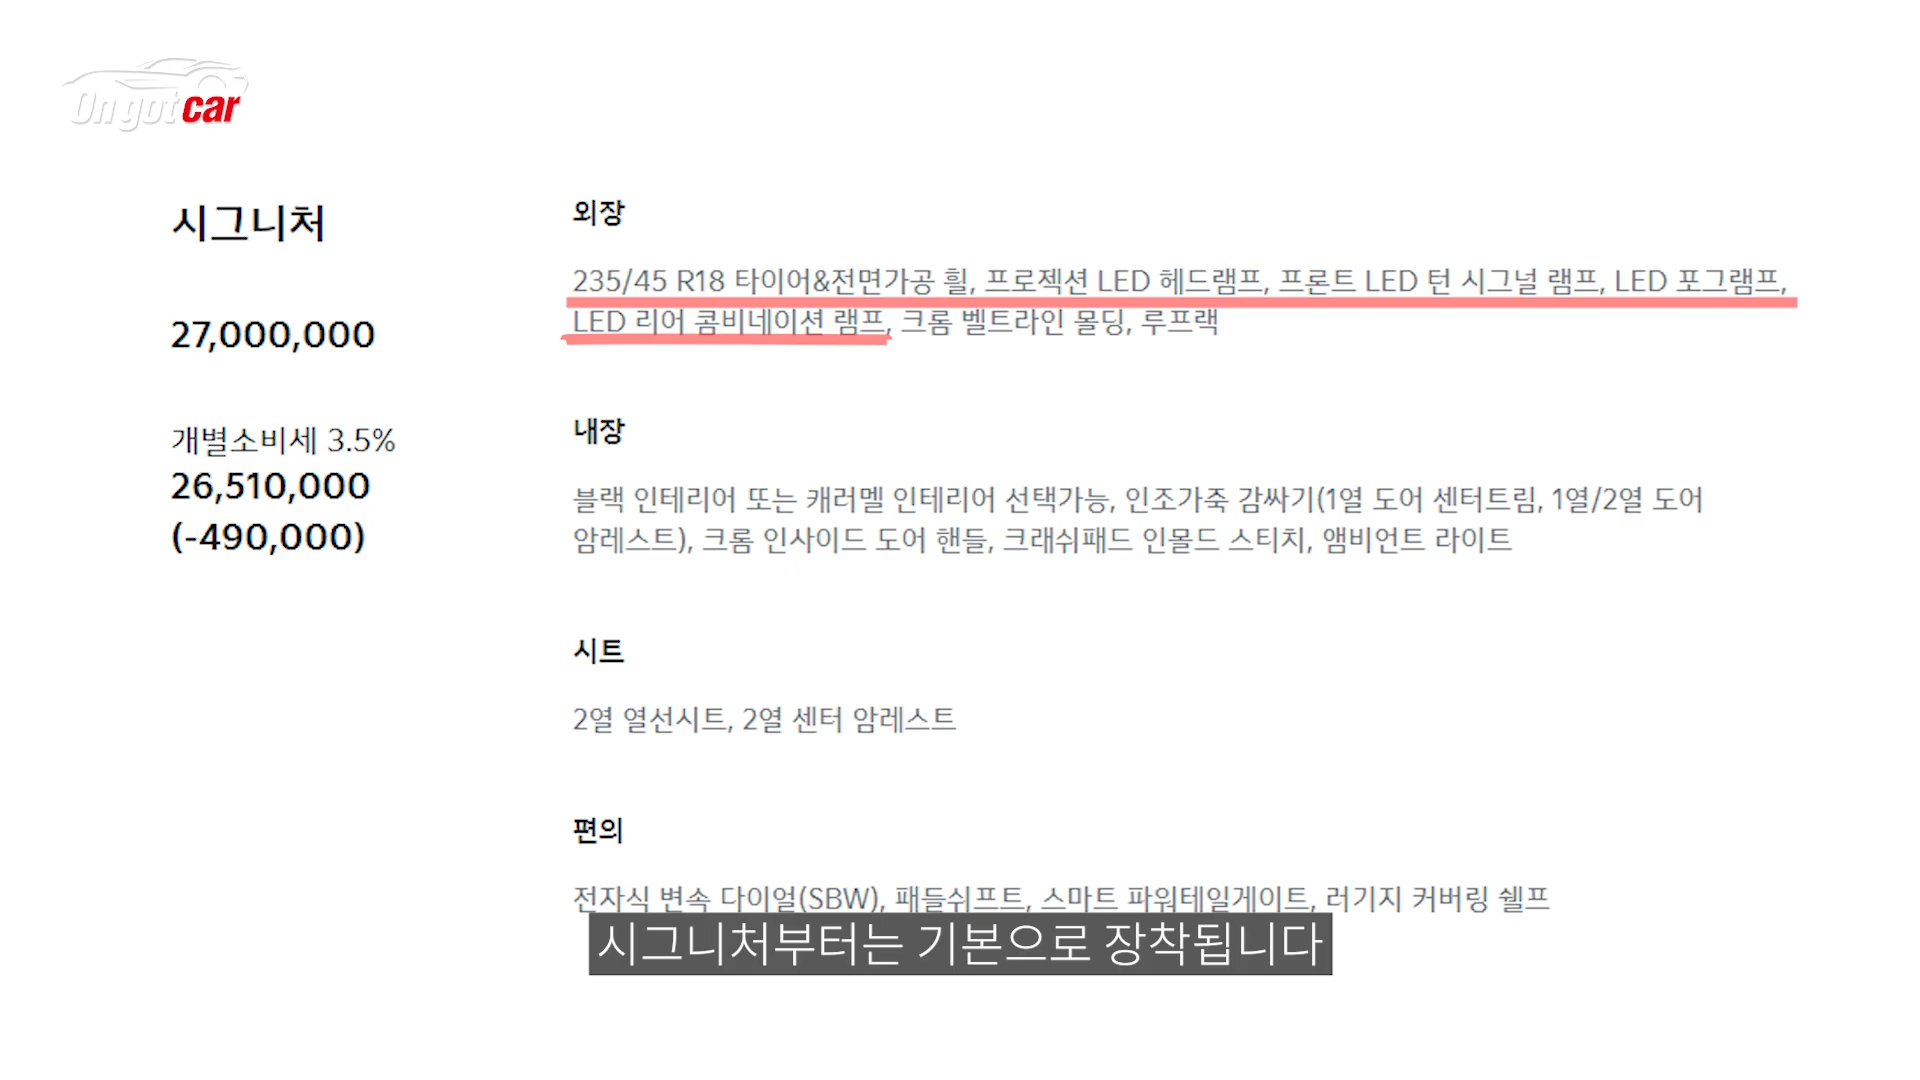 On got car
시그니처
27,000,000
개별소비세 3.5%
26,510,000
(-490,000)
외장
235/45 R18 타이어&전면가공 휠, 프로젝션 LED 헤드램프, 프론트 LED 턴 시그널 램프, LED 포그램프,
LED 리어 콤비네이션 램프, 크롬 벨트라인 몰딩, 루프랙
내장
블랙 인테리어 또는 캐러멜 인테리어 선택가능, 인조가죽 감싸기(1열 도어 센터트림, 1열/2열 도어
암레스트), 크롬 인사이드 도어 핸들, 크래쉬패드 인몰드 스티치, 앰비언트 라이트
시트
2열 열선시트, 2열 센터 암레스트
편의
전자식 변속 다이얼(SBW), 패들쉬프트, 스마트 파워테일게이트, 러기지 커버링 쉘프
시그니처부터는 기본으로 장착됩니다